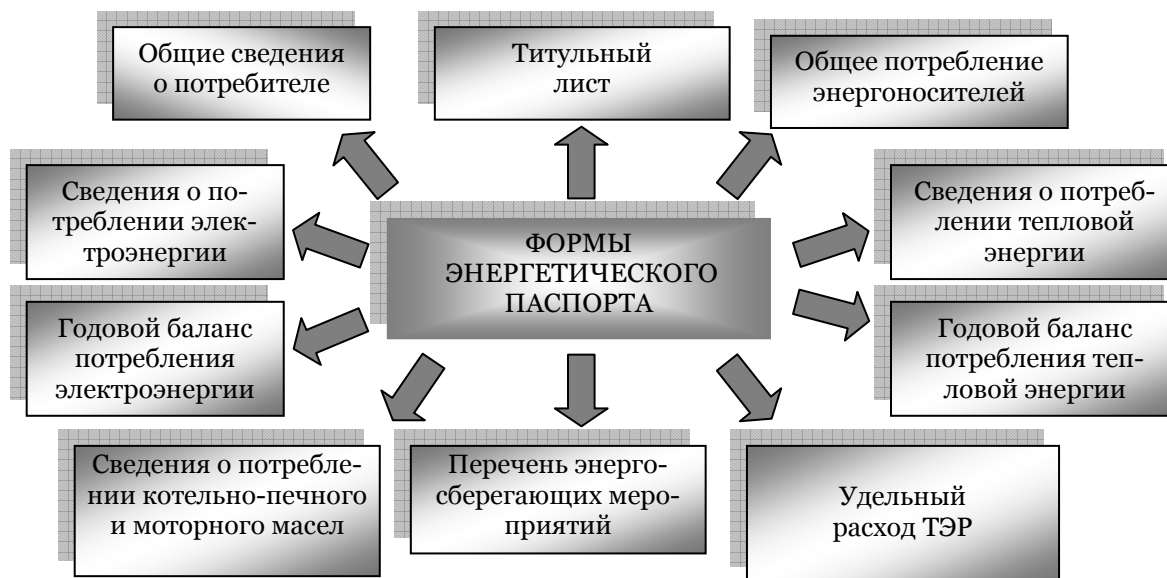 Общие сведения
о потребителе
Титульный
лист
Общее потребление
энергоносителей
Сведения о по-
треблении элек-
троэнергии
ФОРМЫ
ЭНЕРГЕТИЧЕСКОГО
ПАСПОРТА
Сведения о потреб-
лении тепловой
энергии
Годовой баланс
потребления
электроэнергии
Годовой баланс
потребления теп-
ловой энергии
Сведения о потребле-
нии котельно-печного
и моторного масел
Перечень энерго-
сберегающих меро-
приятий
Удельный
расход ТЭР